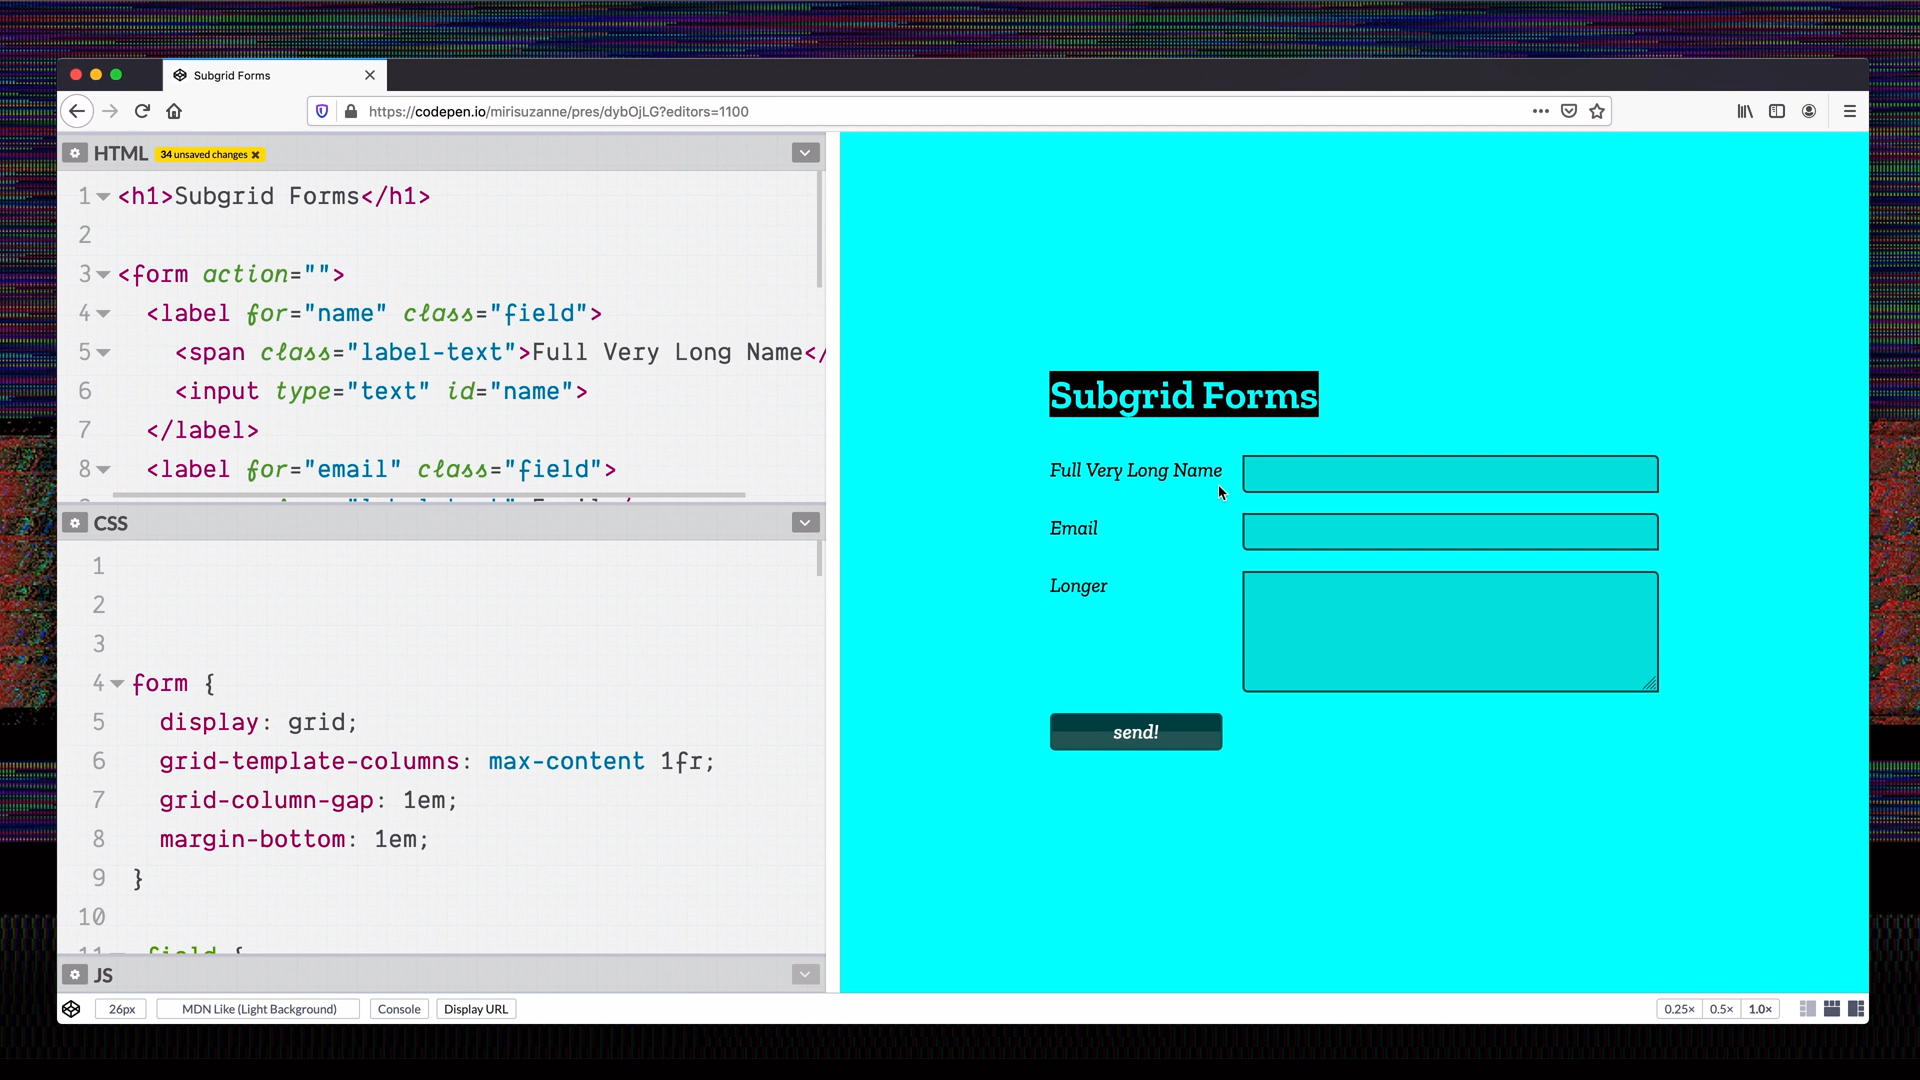 Subgrid Forms
https://codepen.io/mirisuzanne/pres/dybOjLG?editors=1100
HTML 34 unsaved changes x
1 <h1>Subgrid Forms</h1>
2
3 <form action="">
4 <label for="name" class="field">
5 <span class="label-text">Full Very Long Name</
6 <input type="text" id="name">
7 </label>
8 <label for="email" class="field">
CSS
1
2
3
4 form {
5 display: grid;
6 grid-template-columns: max-content 1fr;
7 grid-column-gap: 1em;
8 margin-bottom: 1em;
9 }
10
11 .field {
JS
26px MDN Like (Light Background) Console Display URL
Subgrid Forms
Full Very Long Name
Email
Longer
send!
0.25× 0.5× 1.0×